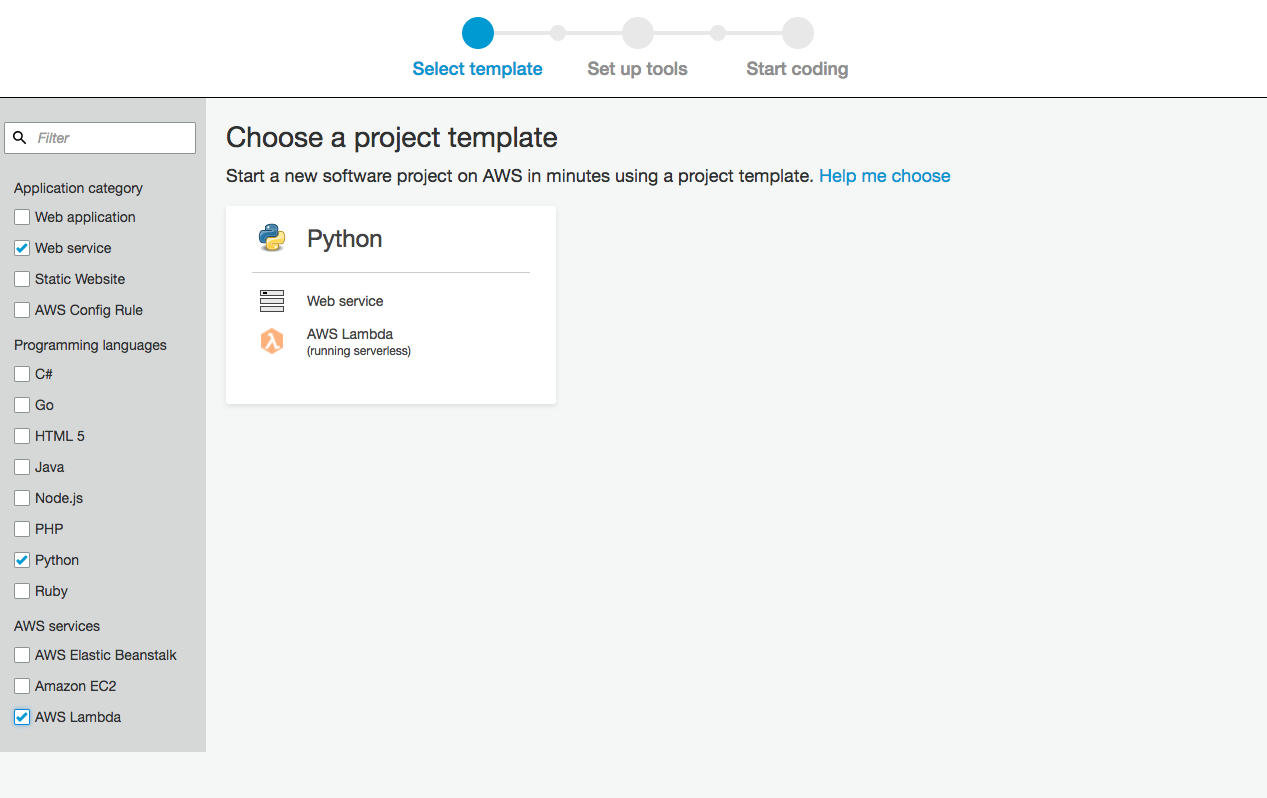 Select template
Set up tools
Start coding
Filter
Application category
Web application
Web service
Static Website
AWS Config Rule
Programming languages
C#
Go
HTML 5
Java
Node.js
PHP
Python
Ruby
AWS services
AWS Elastic Beanstalk
Amazon EC2
AWS Lambda
Choose a project template
Start a new software project on AWS in minutes using a project template. Help me choose
Python
Web service
AWS Lambda
(running serverless)